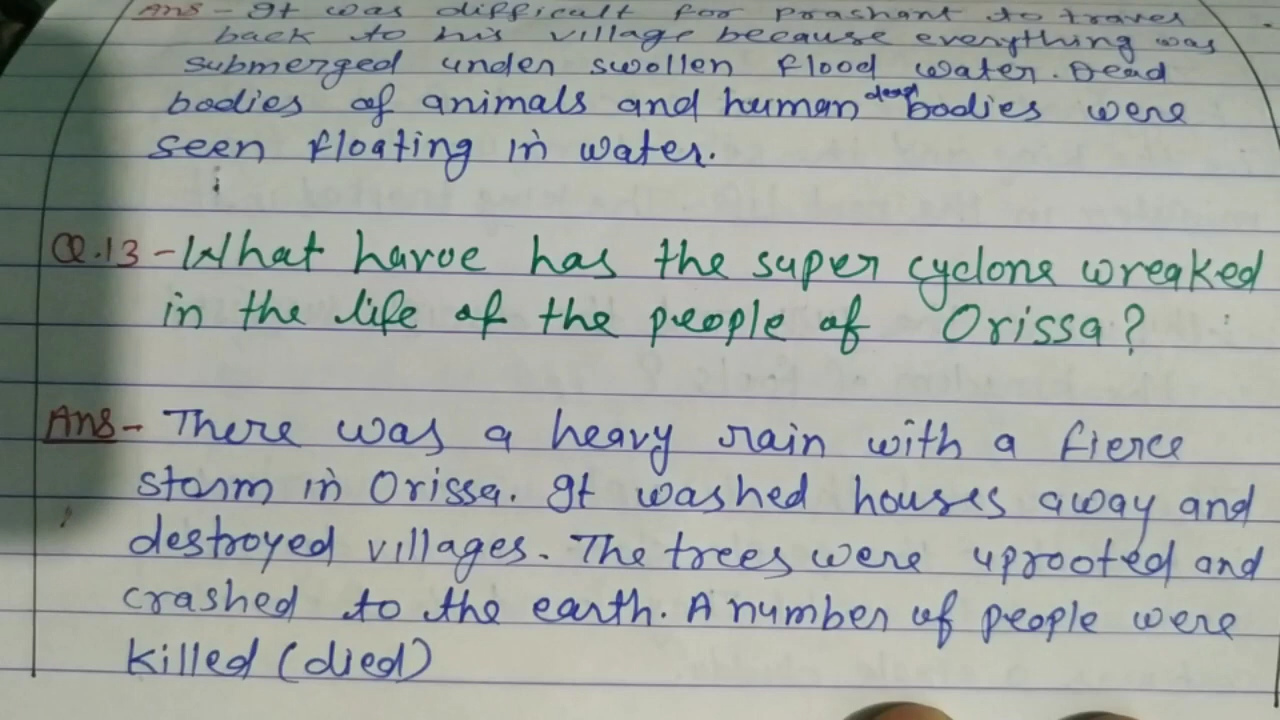 Ans - It was difficult for prashant to travel
back to his village because everything was
submerged under swollen flood water. Dead
bodies of animals and human dead bodies were
seen floating in water.
Q.13 - What havoe has the super cyclone wreaked
in the life of the people of Orissa?
Ans - There was a heavy rain with a fierce
storm in Orissa. It washed houses away and
destroyed villages. The trees were uprooted and
crashed to the earth. A number of people were
killed (died)